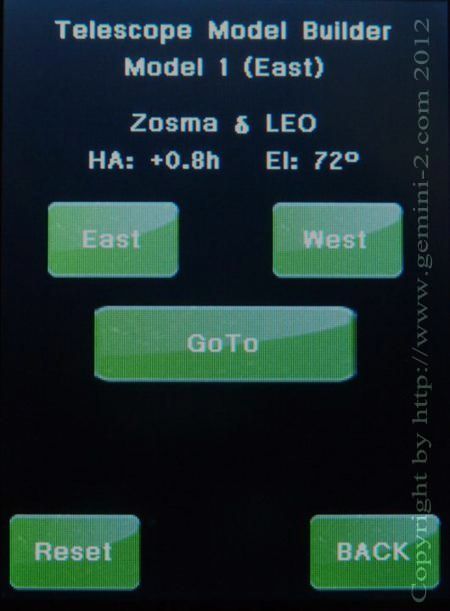 Telescope Model Builder
Model 1 (East)
Zosma δ LEO
HA: +0.8h El: 72º
East West
GoTo
Reset BACK
Copyright by http://www.gemini-2.com 2012